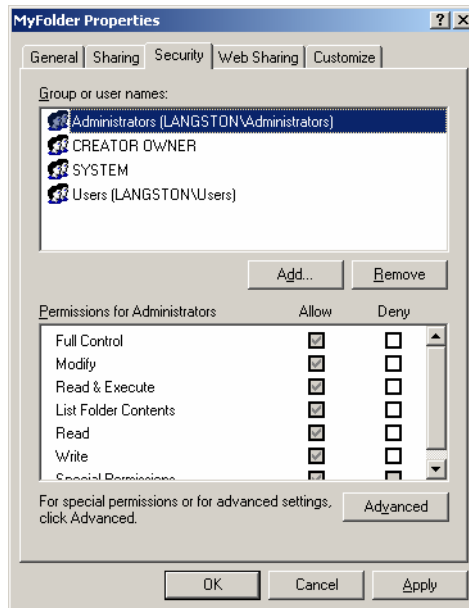 MyFolder Properties
General Sharing Security Web Sharing Customize
Group or user names:
Administrators (LANGSTON\Administrators)
CREATOR OWNER
SYSTEM
Users (LANGSTON\Users)
Add... Remove
Permissions for Administrators Allow Deny
Full Control
Modify
Read & Execute
List Folder Contents
Read
Write
Special Permissions
For special permissions or for advanced settings, Advanced
click Advanced.
OK Cancel Apply